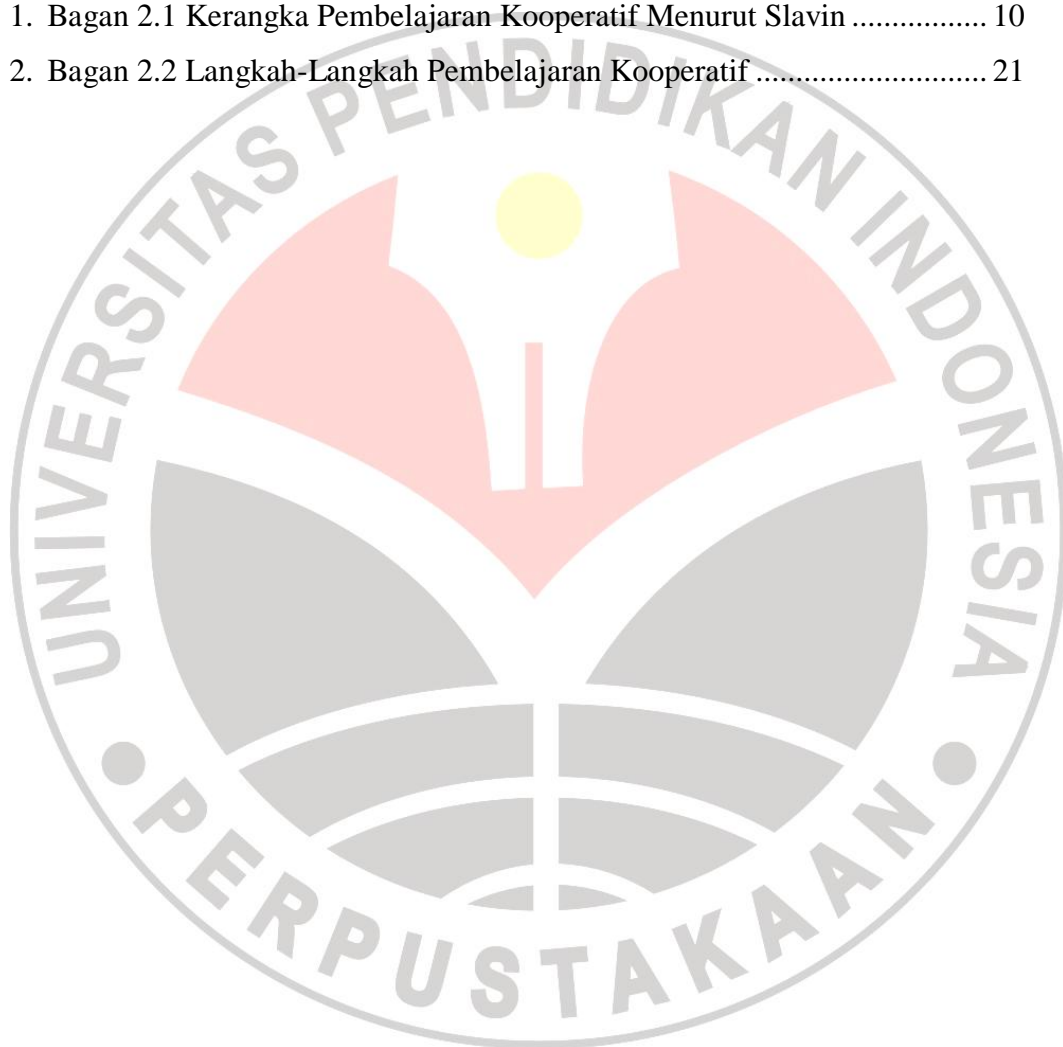 1. Bagan 2.1 Kerangka Pembelajaran Kooperatif Menurut Slavin ................. 10
2. Bagan 2.2 Langkah-Langkah Pembelajaran Kooperatif ............................. 21
UNIVERSITAS PENDIDIKAN INDONESIA
PERPUSTAKAAN